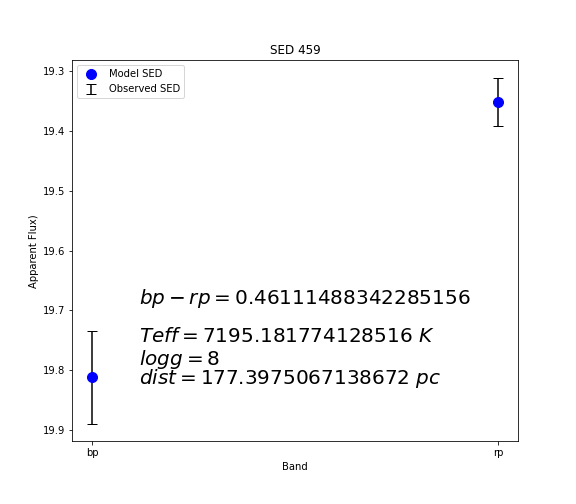 SED 459
Model SED
Observed SED
19.3
19.4
19.5
19.6
19.7
19.8
19.9
Apparent Flux)
bp − rp = 0.46111488342285156
Teff = 7195.181774128516 K
logg = 8
dist = 177.3975067138672 pc
bp
rp
Band